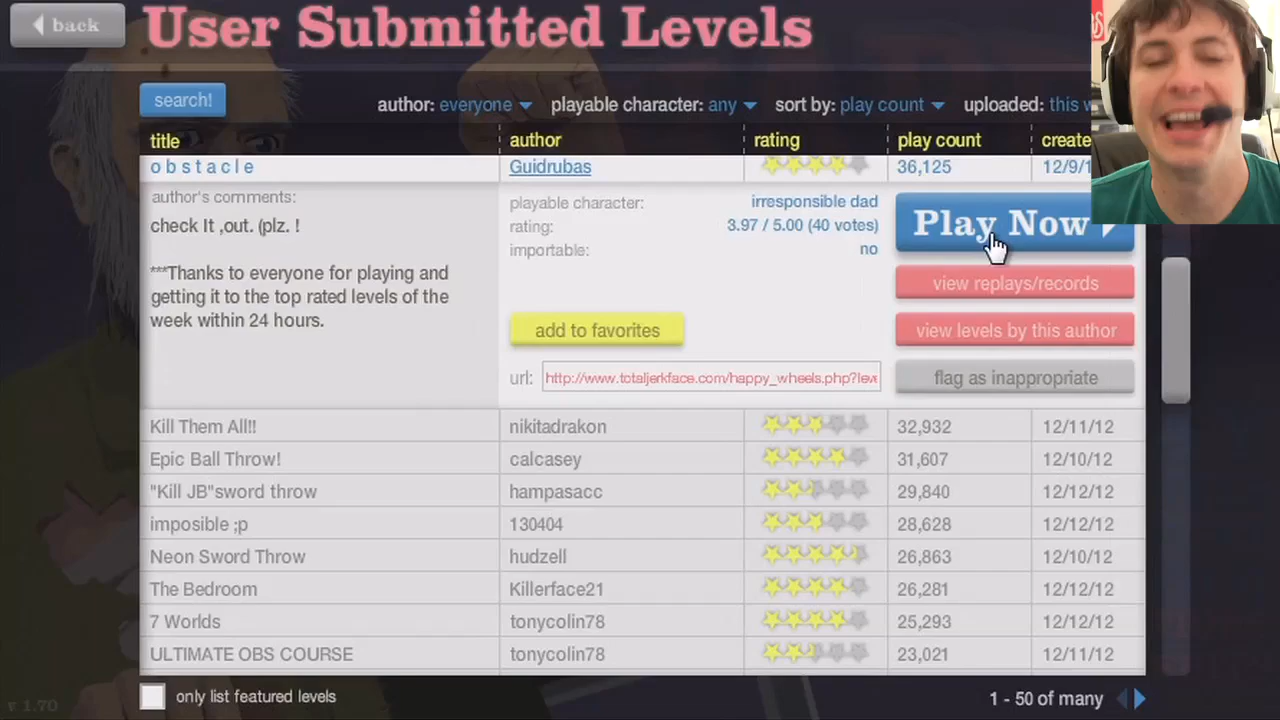 back
User Submitted Levels
search!
author: everyone playable character: any sort by: play count uploaded: this
title author rating play count create
obstacle Guidrubas 36,125 12/9/1
author's comments:
check It ,out. (plz. !
***Thanks to everyone for playing and
getting it to the top rated levels of the
week within 24 hours.
playable character: irresponsible dad
rating: 3.97 / 5.00 (40 votes)
importable: no
add to favorites
url: http://www.totaljerkface.com/happy_wheels.php?leve
Play Now
view replays/records
view levels by this author
flag as inappropriate
Kill Them All!! nikitadrakon 32,932 12/11/12
Epic Ball Throw! calcasey 31,607 12/10/12
"Kill JB"sword throw hampasacc 29,840 12/12/12
imposible ;p 130404 28,628 12/12/12
Neon Sword Throw hudzell 26,863 12/10/12
The Bedroom Killerface21 26,281 12/12/12
7 Worlds tonycolin78 25,293 12/12/12
ULTIMATE OBS COURSE tonycolin78 23,021 12/11/12
only list featured levels
1 - 50 of many
v 1.70